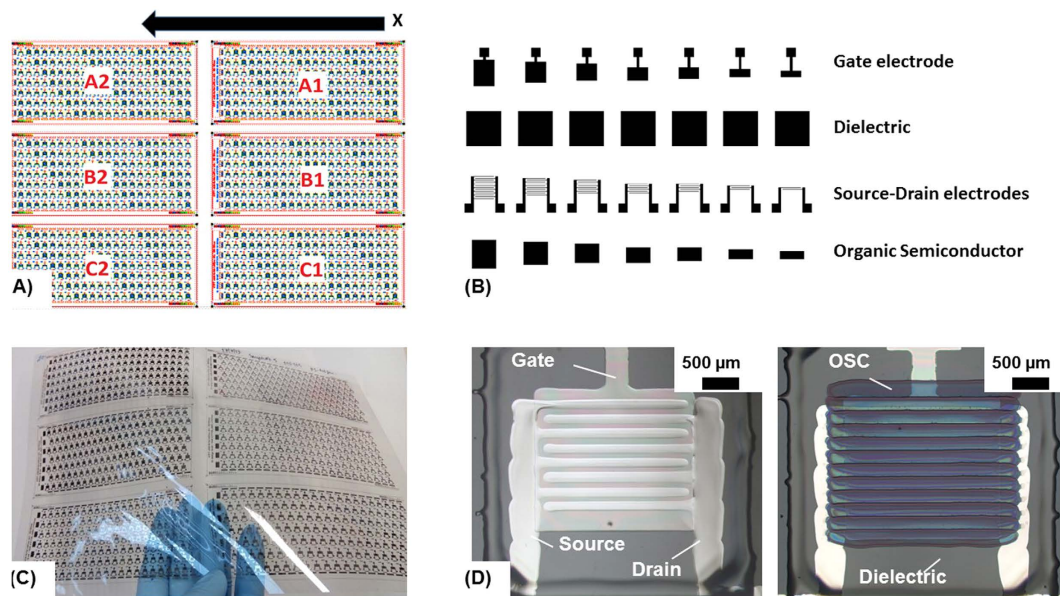 X
A2
A1
B2
B1
C2
C1
A)
Gate electrode
Dielectric
Source-Drain electrodes
Organic Semiconductor
(B)
(C)
Gate
500 µm
Source
Drain
(D)
OSC
500 µm
Dielectric